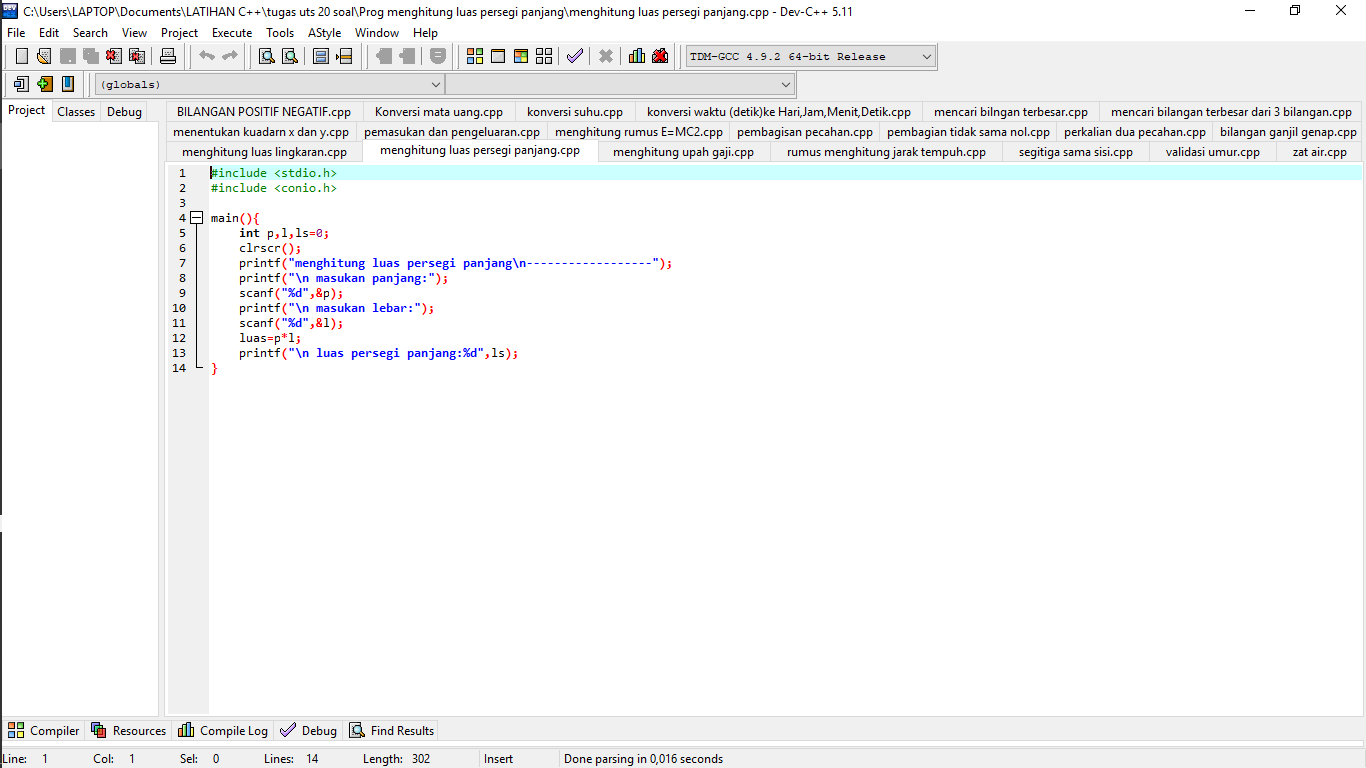 C:\Users\LAPTOP\Documents\LATIHAN C++\tugas uts 20 soal\Prog menghitung luas persegi panjang\menghitung luas persegi panjang.cpp - Dev-C++ 5.11
File Edit Search View Project Execute Tools AStyle Window Help
TDM-GCC 4.9.2 64-bit Release
(globals)
Project Classes Debug
BILANGAN POSITIF NEGATIF.cpp Konversi mata uang.cpp konversi suhu.cpp konversi waktu (detik)ke Hari,Jam,Menit,Detik.cpp mencari bilngan terbesar.cpp mencari bilangan terbesar dari 3 bilangan.cpp
menentukan kuadarn x dan y.cpp pemasukan dan pengeluaran.cpp menghitung rumus E=MC2.cpp pembagisan pecahan.cpp pembagian tidak sama nol.cpp perkalian dua pecahan.cpp bilangan ganjil genap.cpp
menghitung luas lingkaran.cpp menghitung luas persegi panjang.cpp menghitung upah gaji.cpp rumus menghitung jarak tempuh.cpp segitiga sama sisi.cpp validasi umur.cpp zat air.cpp
1 #include <stdio.h>
2 #include <conio.h>
3
4 main(){
5 int p,l,ls=0;
6 clrscr();
7 printf("menghitung luas persegi panjang\n------------------");
8 printf("\n masukan panjang:");
9 scanf("%d",&p);
10 printf("\n masukan lebar:");
11 scanf("%d",&l);
12 luas=p*l;
13 printf("\n luas persegi panjang:%d",ls);
14 }
Compiler Resources Compile Log Debug Find Results
Line: 1 Col: 1 Sel: 0 Lines: 14 Length: 302 Insert Done parsing in 0,016 seconds